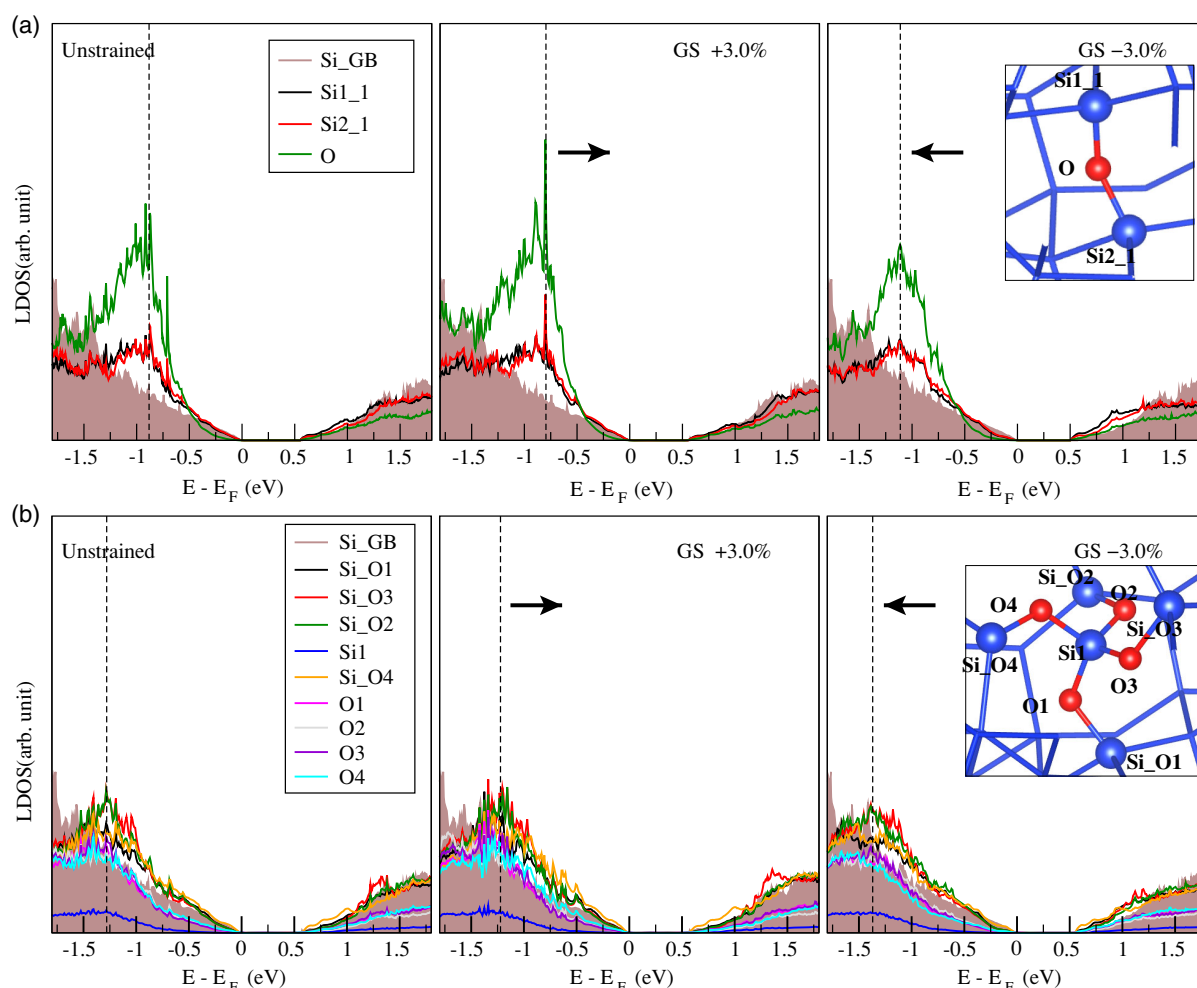 (a)
Unstrained
Si_GB
Si1_1
Si2_1
O
GS +3.0%
GS −3.0%
Si1_1
O
Si2_1
LDOS(arb. unit)
-1.5 -1 -0.5 0 0.5 1 1.5
-1.5 -1 -0.5 0 0.5 1 1.5
-1.5 -1 -0.5 0 0.5 1 1.5
E - E_F (eV)
E - E_F (eV)
E - E_F (eV)
(b)
Unstrained
Si_GB
Si_O1
Si_O3
Si_O2
Si1
Si_O4
O1
O2
O3
O4
GS +3.0%
GS −3.0%
Si_O2
O4
O2
Si_O3
Si1
Si_O4
O3
O1
Si_O1
LDOS(arb. unit)
-1.5 -1 -0.5 0 0.5 1 1.5
-1.5 -1 -0.5 0 0.5 1 1.5
-1.5 -1 -0.5 0 0.5 1 1.5
E - E_F (eV)
E - E_F (eV)
E - E_F (eV)